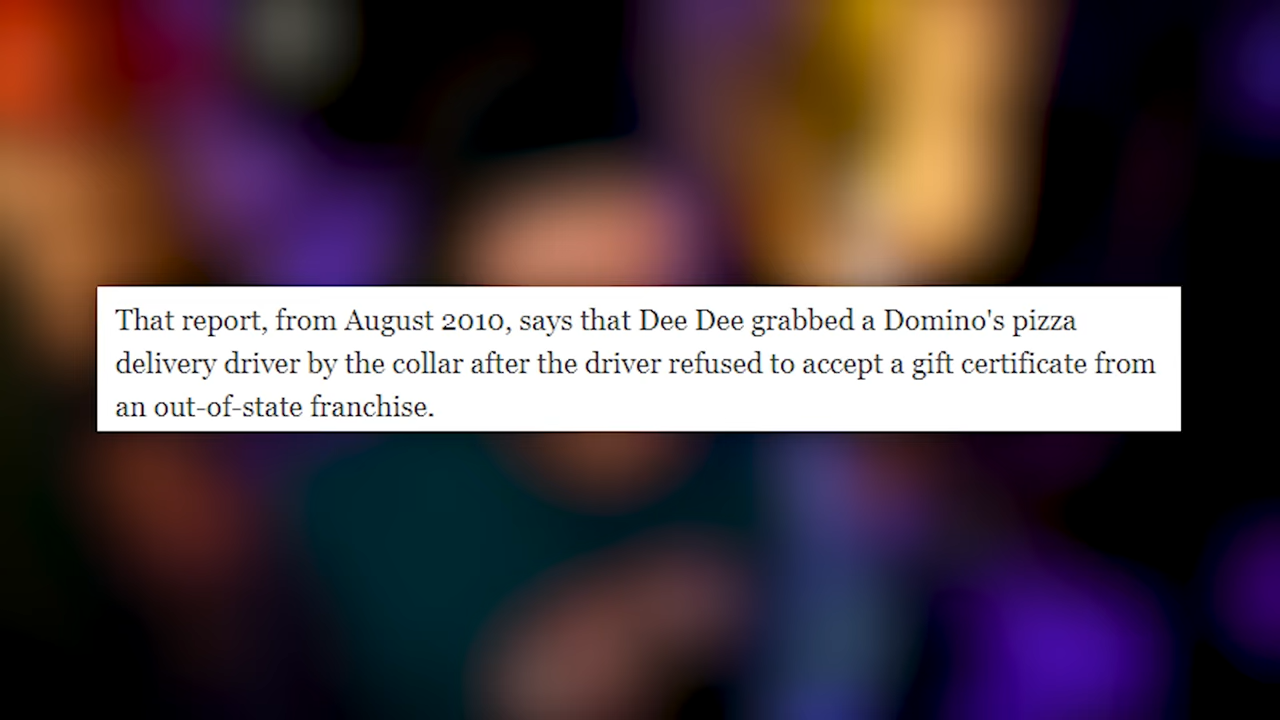 That report, from August 2010, says that Dee Dee grabbed a Domino's pizza
delivery driver by the collar after the driver refused to accept a gift certificate from
an out-of-state franchise.